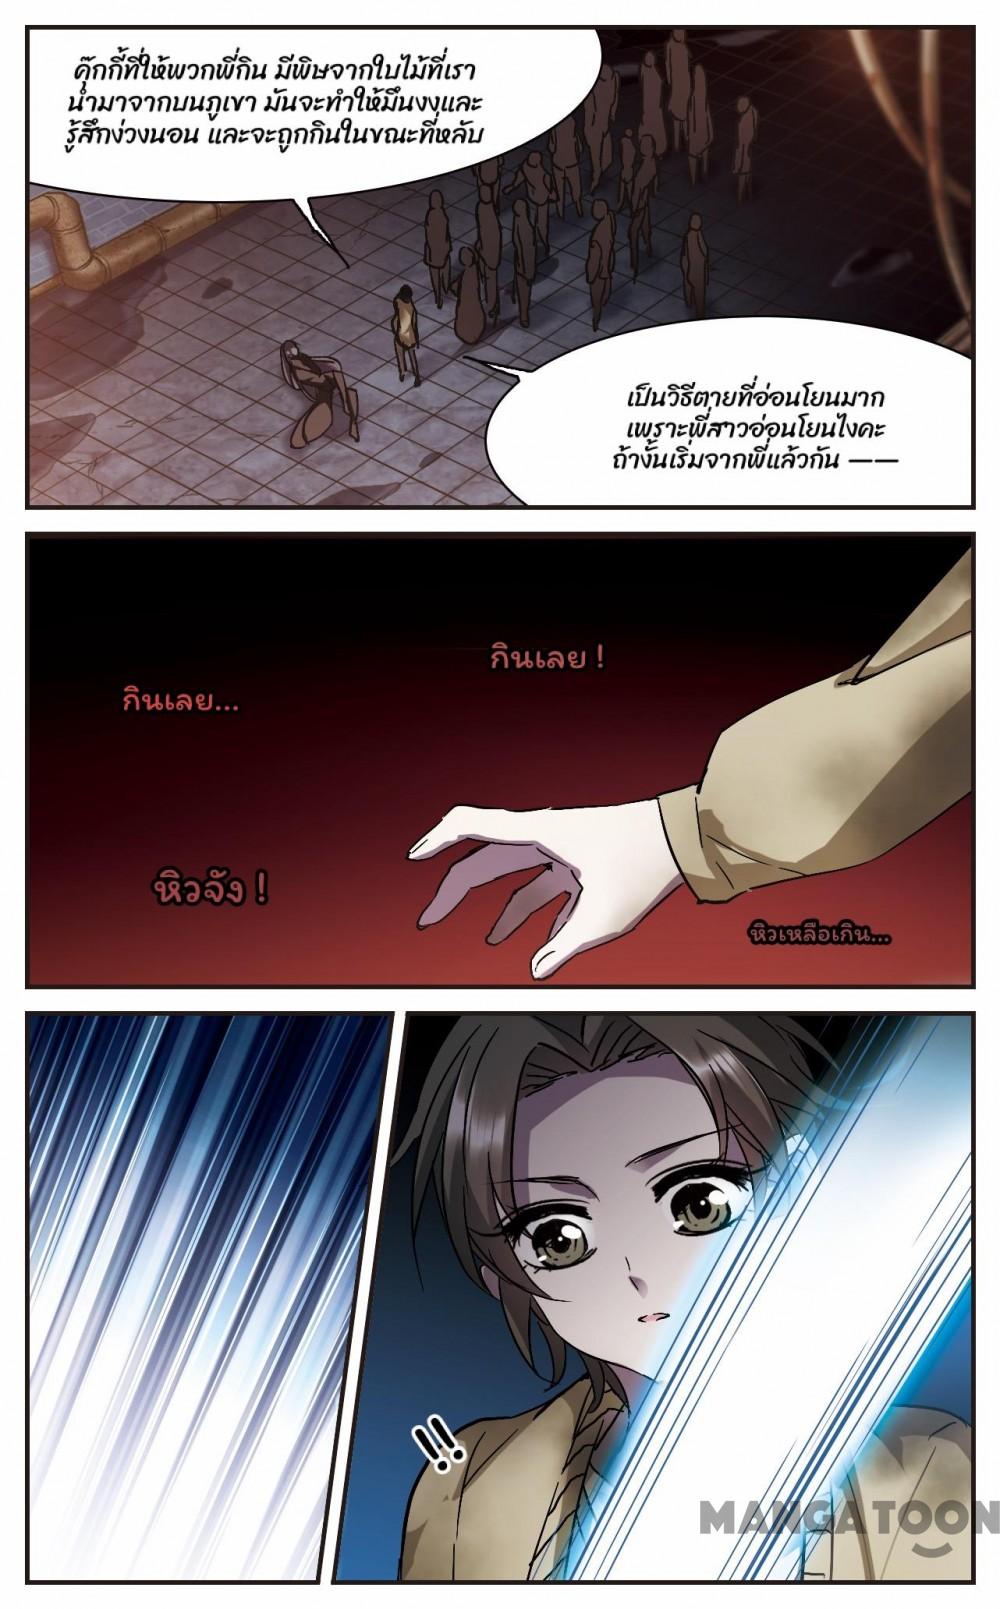 คุ๊กกี้ที่ให้พวกพี่กิน มีพิษจากใบไม้ที่เรา
นำมาจากบนภูเขา มันจะทำให้มึนงงและ
รู้สึกง่วงนอน และจะถูกกินในขณะที่หลับ
เป็นวิธีตายที่อ่อนโยนมาก
เพราะพี่สาวอ่อนโยนไงคะ
ถ้างั้นเริ่มจากพี่แล้วกัน ——
กินเลย !
กินเลย...
หิวจัง !
หิวเหลือเกิน...
!!
MANGATOON